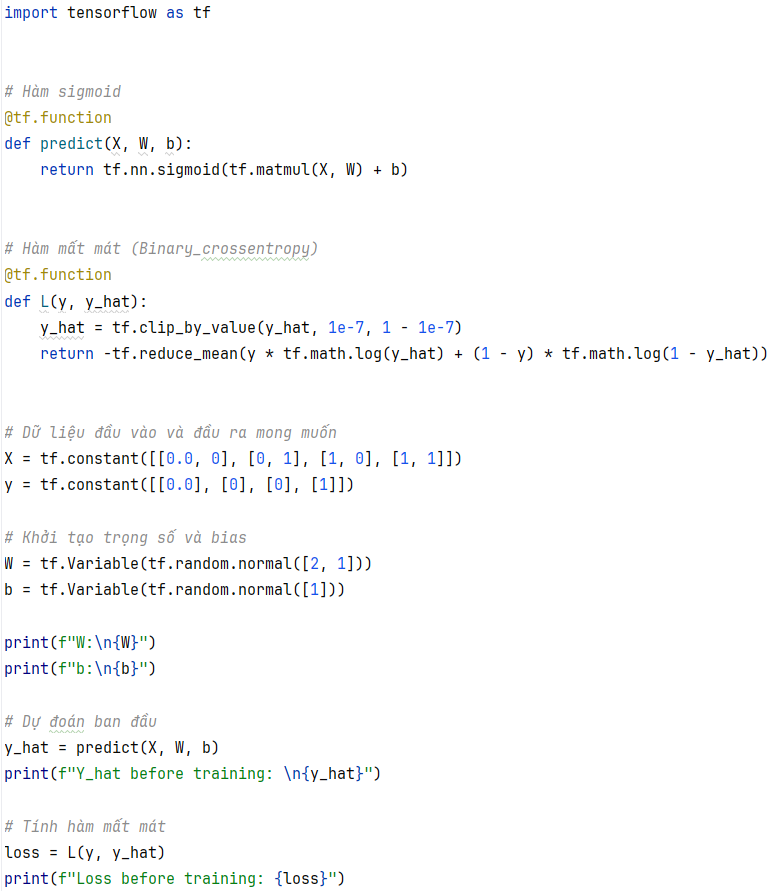 import tensorflow as tf
# Hàm sigmoid
@tf.function
def predict(X, W, b):
    return tf.nn.sigmoid(tf.matmul(X, W) + b)
# Hàm mất mát (Binary_crossentropy)
@tf.function
def L(y, y_hat):
    y_hat = tf.clip_by_value(y_hat, 1e-7, 1 - 1e-7)
    return -tf.reduce_mean(y * tf.math.log(y_hat) + (1 - y) * tf.math.log(1 - y_hat))
# Dữ liệu đầu vào và đầu ra mong muốn
X = tf.constant([[0.0, 0], [0, 1], [1, 0], [1, 1]])
y = tf.constant([[0.0], [0], [0], [1]])
# Khởi tạo trọng số và bias
W = tf.Variable(tf.random.normal([2, 1]))
b = tf.Variable(tf.random.normal([1]))
print(f"W:\n{W}")
print(f"b:\n{b}")
# Dự đoán ban đầu
y_hat = predict(X, W, b)
print(f"Y_hat before training: \n{y_hat}")
# Tính hàm mất mát
loss = L(y, y_hat)
print(f"Loss before training: {loss}")